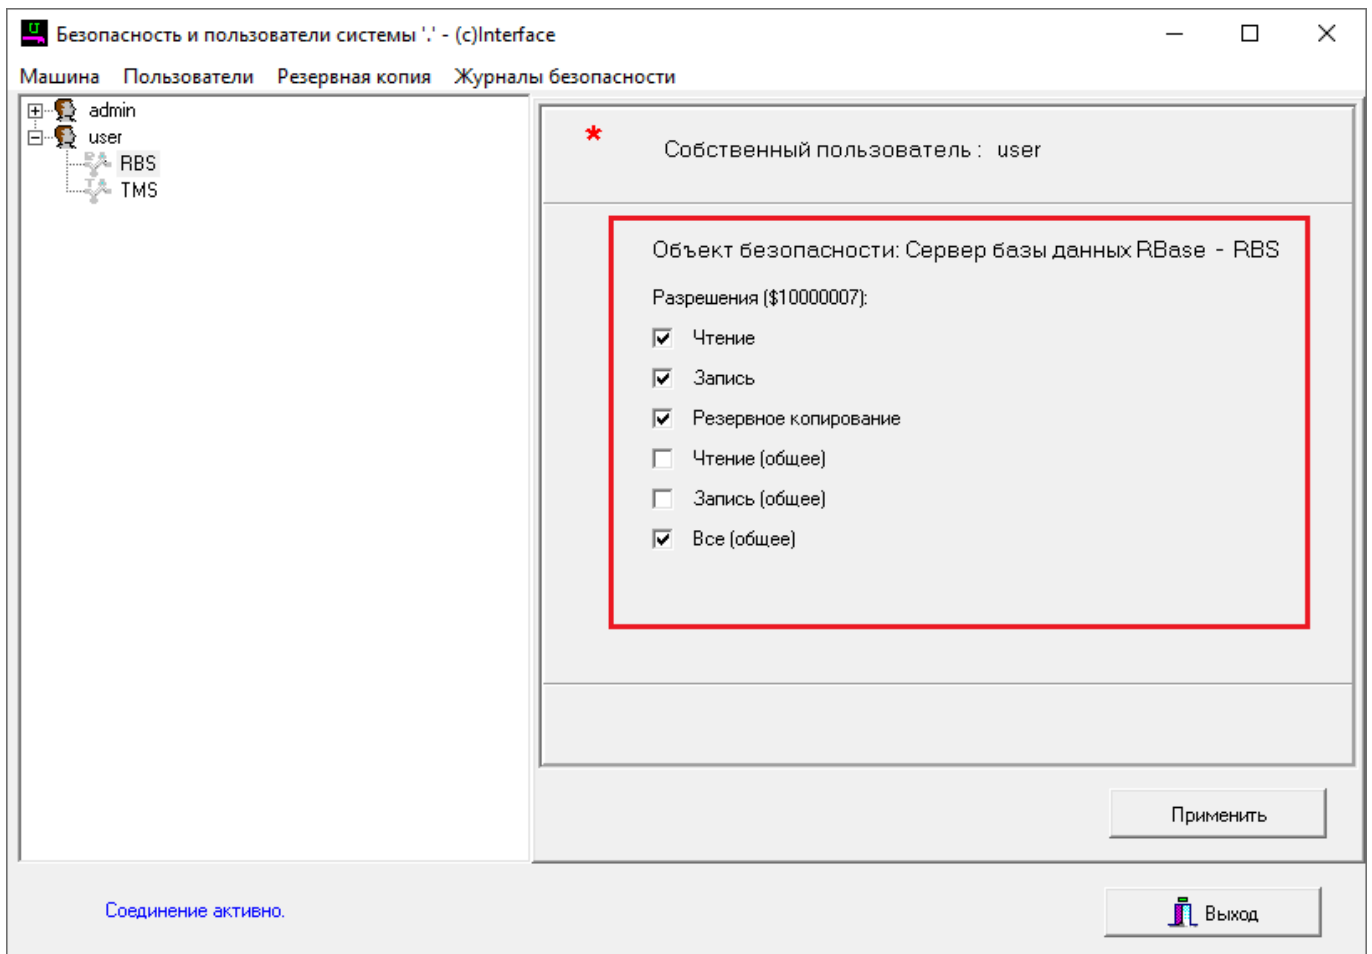 Безопасность и пользователи системы '.' - (c)Interface
Машина Пользователи Резервная копия Журналы безопасности
admin
user
RBS
TMS
* Собственный пользователь : user
Объект безопасности: Сервер базы данных RBase - RBS
Разрешения ($10000007):
Чтение
Запись
Резервное копирование
Чтение (общее)
Запись (общее)
Все (общее)
Применить
Соединение активно.
Выход